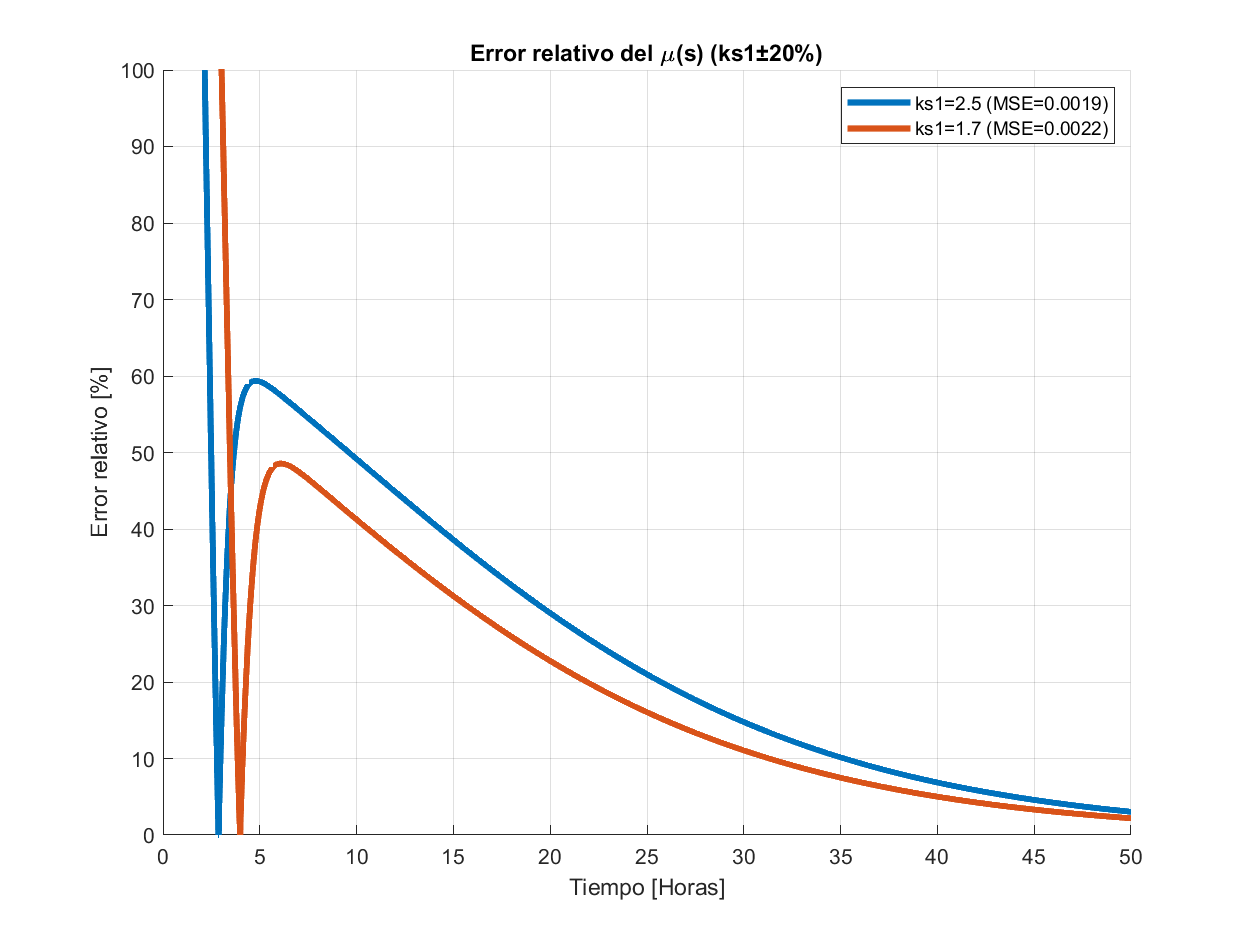 Error relativo del μ(s) (ks1±20%)
ks1=2.5 (MSE=0.0019)
ks1=1.7 (MSE=0.0022)
100
90
80
70
60
50
40
30
20
10
0
Error relativo [%]
0 5 10 15 20 25 30 35 40 45 50
Tiempo [Horas]